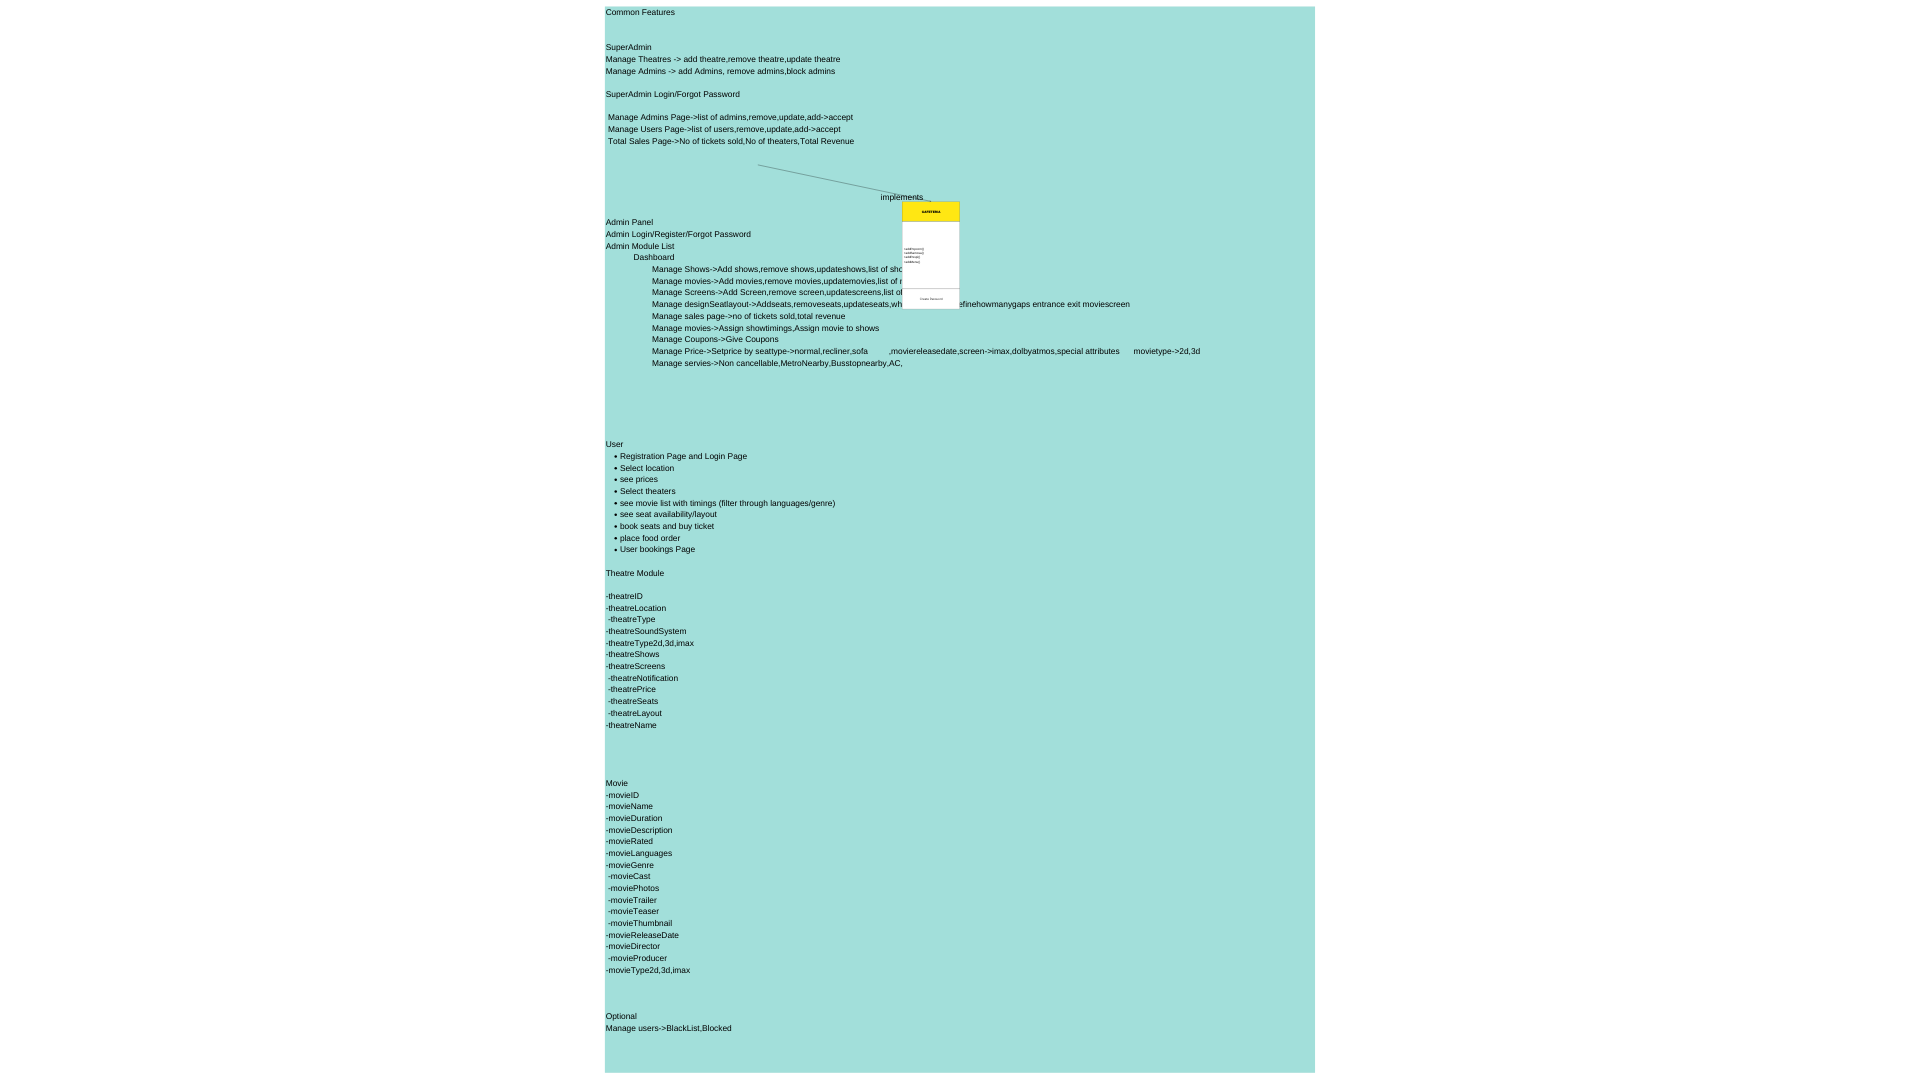 Common Features
SuperAdmin
Manage Theatres -> add theatre,remove theatre,update theatre
Manage Admins -> add Admins, remove admins,block admins
SuperAdmin Login/Forgot Password
Manage Admins Page->list of admins,remove,update,add->accept
Manage Users Page->list of users,remove,update,add->accept
Total Sales Page->No of tickets sold,No of theaters,Total Revenue
implements
CAFETERIA
Create Password
Admin Panel
Admin Login/Register/Forgot Password
Admin Module List
Dashboard
Manage Shows->Add shows,remove shows,updateshows,list of
Manage movies->Add movies,remove movies,updatemovies,list of
Manage Screens->Add Screen,remove screen,updatescreens,list of
Manage designSeatlayout->Addseats,removeseats,updateseats, efinehowmanygaps entrance exit moviescreen
Manage sales page->no of tickets sold,total revenue
Manage movies->Assign showtimings,Assign movie to shows
Manage Coupons->Give Coupons
Manage Price->Setprice by seattype->normal,recliner,sofa ,moviereleasedate,screen->imax,dolbyatmos,special attributes movietype->2d,3d
Manage servies->Non cancellable,MetroNearby,Busstopnearby,AC,
User
• Registration Page and Login Page
• Select location
• see prices
• Select theaters
• see movie list with timings (filter through languages/genre)
• see seat availability/layout
• book seats and buy ticket
• place food order
• User bookings Page
Theatre Module
-theatreID
-theatreLocation
-theatreType
-theatreSoundSystem
-theatreType2d,3d,imax
-theatreShows
-theatreScreens
-theatreNotification
-theatrePrice
-theatreSeats
-theatreLayout
-theatreName
Movie
-movieID
-movieName
-movieDuration
-movieDescription
-movieRated
-movieLanguages
-movieGenre
-movieCast
-moviePhotos
-movieTrailer
-movieTeaser
-movieThumbnail
-movieReleaseDate
-movieDirector
-movieProducer
-movieType2d,3d,imax
Optional
Manage users->BlackList,Blocked